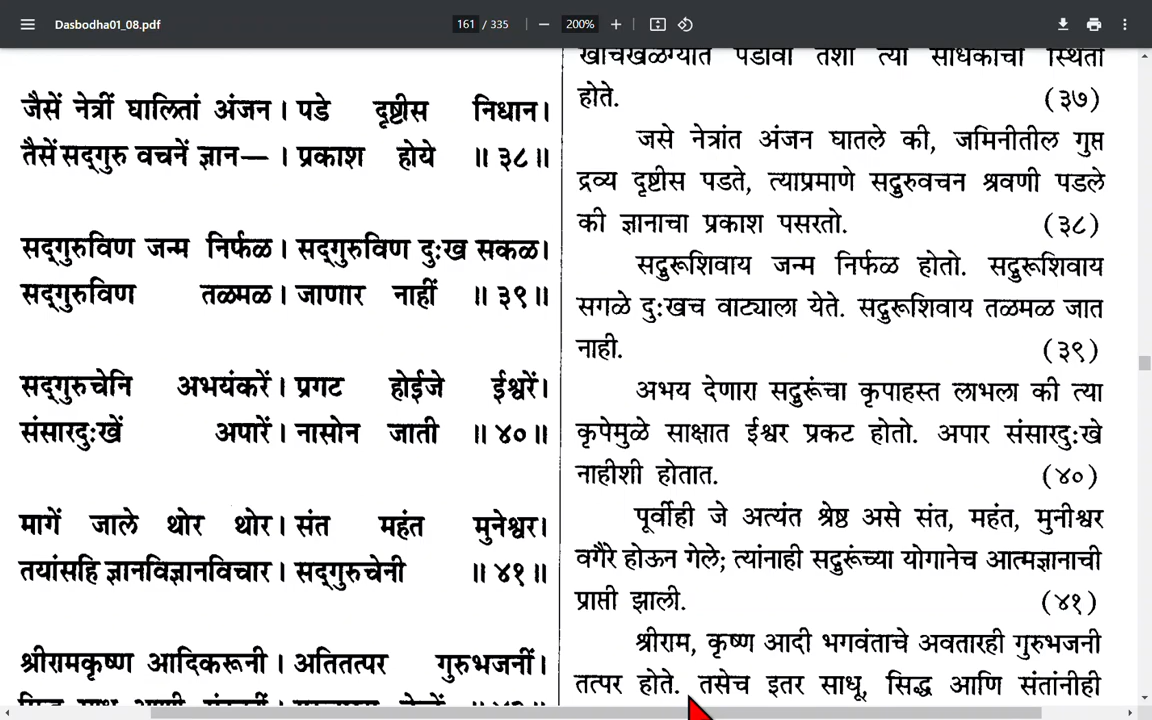 Dasbodha01_08.pdf
161 / 335
200%
जैसें नेत्रीं घालितां अंजन। पडे दृष्टीस निधान।
तैसें सद्‌गुरु वचनें ज्ञान—। प्रकाश होये ॥३८॥
सद्‌गुरुविण जन्म निर्फळ। सद्‌गुरुविण दुःख सकळ।
सद्‌गुरुविण तळमळ। जाणार नाहीं ॥३९॥
सद्‌गुरुचेनि अभयंकरें। प्रगट होईजे ईश्वरें।
संसारदुःखें अपारें। नासोन जाती ॥४०॥
मागें जाले थोर थोर। संत महंत मुनेश्वर।
तयांसहि ज्ञानविज्ञानविचार। सद्‌गुरुचेनी ॥४१॥
श्रीरामकृष्ण आदिकरूनी। अतितत्पर गुरुभजनीं।
खाचखळग्यात पडावा तशी त्या साधकाची स्थिती
होते. (३७)
जसे नेत्रांत अंजन घातले की, जमिनीतील गुप्त
द्रव्य दृष्टीस पडते, त्याप्रमाणे सद्गुरुवचन श्रवणी पडले
की ज्ञानाचा प्रकाश पसरतो. (३८)
सद्गुरूशिवाय जन्म निर्फळ होतो. सद्गुरूशिवाय
सगळे दुःखच वाट्याला येते. सद्गुरूशिवाय तळमळ जात
नाही. (३९)
अभय देणारा सद्गुरूंचा कृपाहस्त लाभला की त्या
कृपेमुळे साक्षात ईश्वर प्रकट होतो. अपार संसारदुःखे
नाहीशी होतात. (४०)
पूर्वीही जे अत्यंत श्रेष्ठ असे संत, महंत, मुनीश्वर
वगैरे होऊन गेले; त्यांनाही सद्गुरूंच्या योगानेच आत्मज्ञानाची
प्राप्ती झाली. (४१)
श्रीराम, कृष्ण आदी भगवंताचे अवतारही गुरुभजनी
तत्पर होते. तसेच इतर साधू, सिद्ध आणि संतांनीही